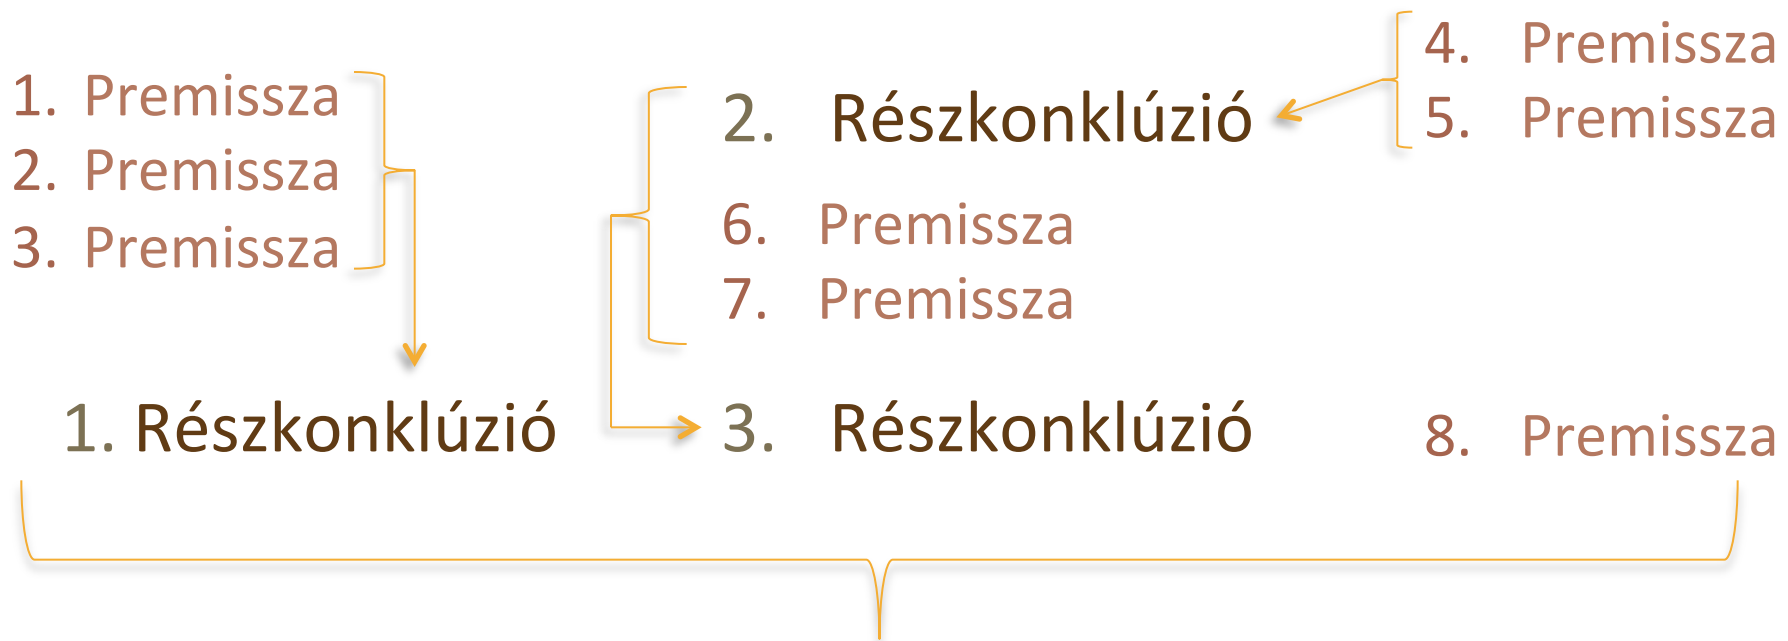 1. Premissza
2. Premissza
3. Premissza
1. Részkonklúzió
2. Részkonklúzió
6. Premissza
7. Premissza
3. Részkonklúzió
4. Premissza
5. Premissza
8. Premissza